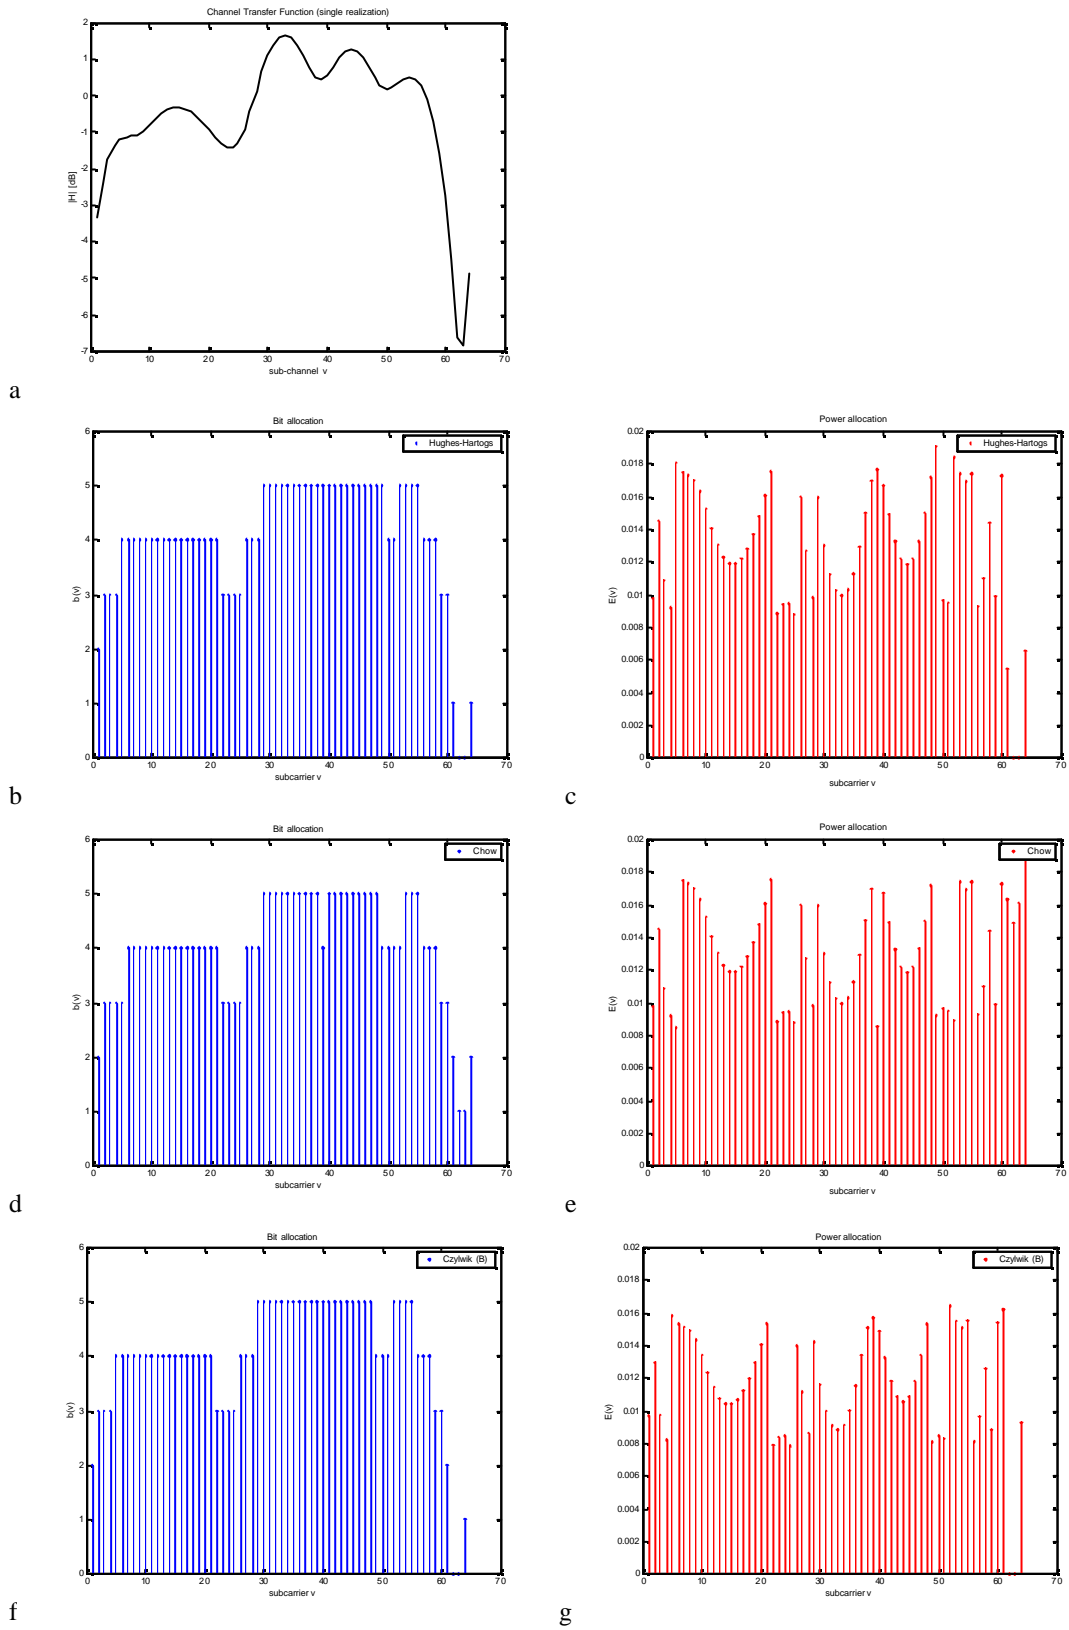 Channel Transfer Function (single realization)
2
1
0
-1
-2
-3
-4
-5
-6
-7
|H| [dB]
0 10 20 30 40 50 60 70
sub-channel v
a
Bit allocation
Hughes-Hartogs
6
5
4
3
2
1
0
b(v)
0 10 20 30 40 50 60 70
subcarrier v
b
Power allocation
Hughes-Hartogs
0.02
0.018
0.016
0.014
0.012
0.01
0.008
0.006
0.004
0.002
0
E(v)
0 10 20 30 40 50 60 70
subcarrier v
c
Bit allocation
Chow
6
5
4
3
2
1
0
b(v)
0 10 20 30 40 50 60 70
subcarrier v
d
Power allocation
Chow
0.02
0.018
0.016
0.014
0.012
0.01
0.008
0.006
0.004
0.002
0
E(v)
0 10 20 30 40 50 60 70
subcarrier v
e
Bit allocation
Czylwik (B)
6
5
4
3
2
1
0
b(v)
0 10 20 30 40 50 60 70
subcarrier v
f
Power allocation
Czylwik (B)
0.02
0.018
0.016
0.014
0.012
0.01
0.008
0.006
0.004
0.002
0
E(v)
0 10 20 30 40 50 60 70
subcarrier v
g